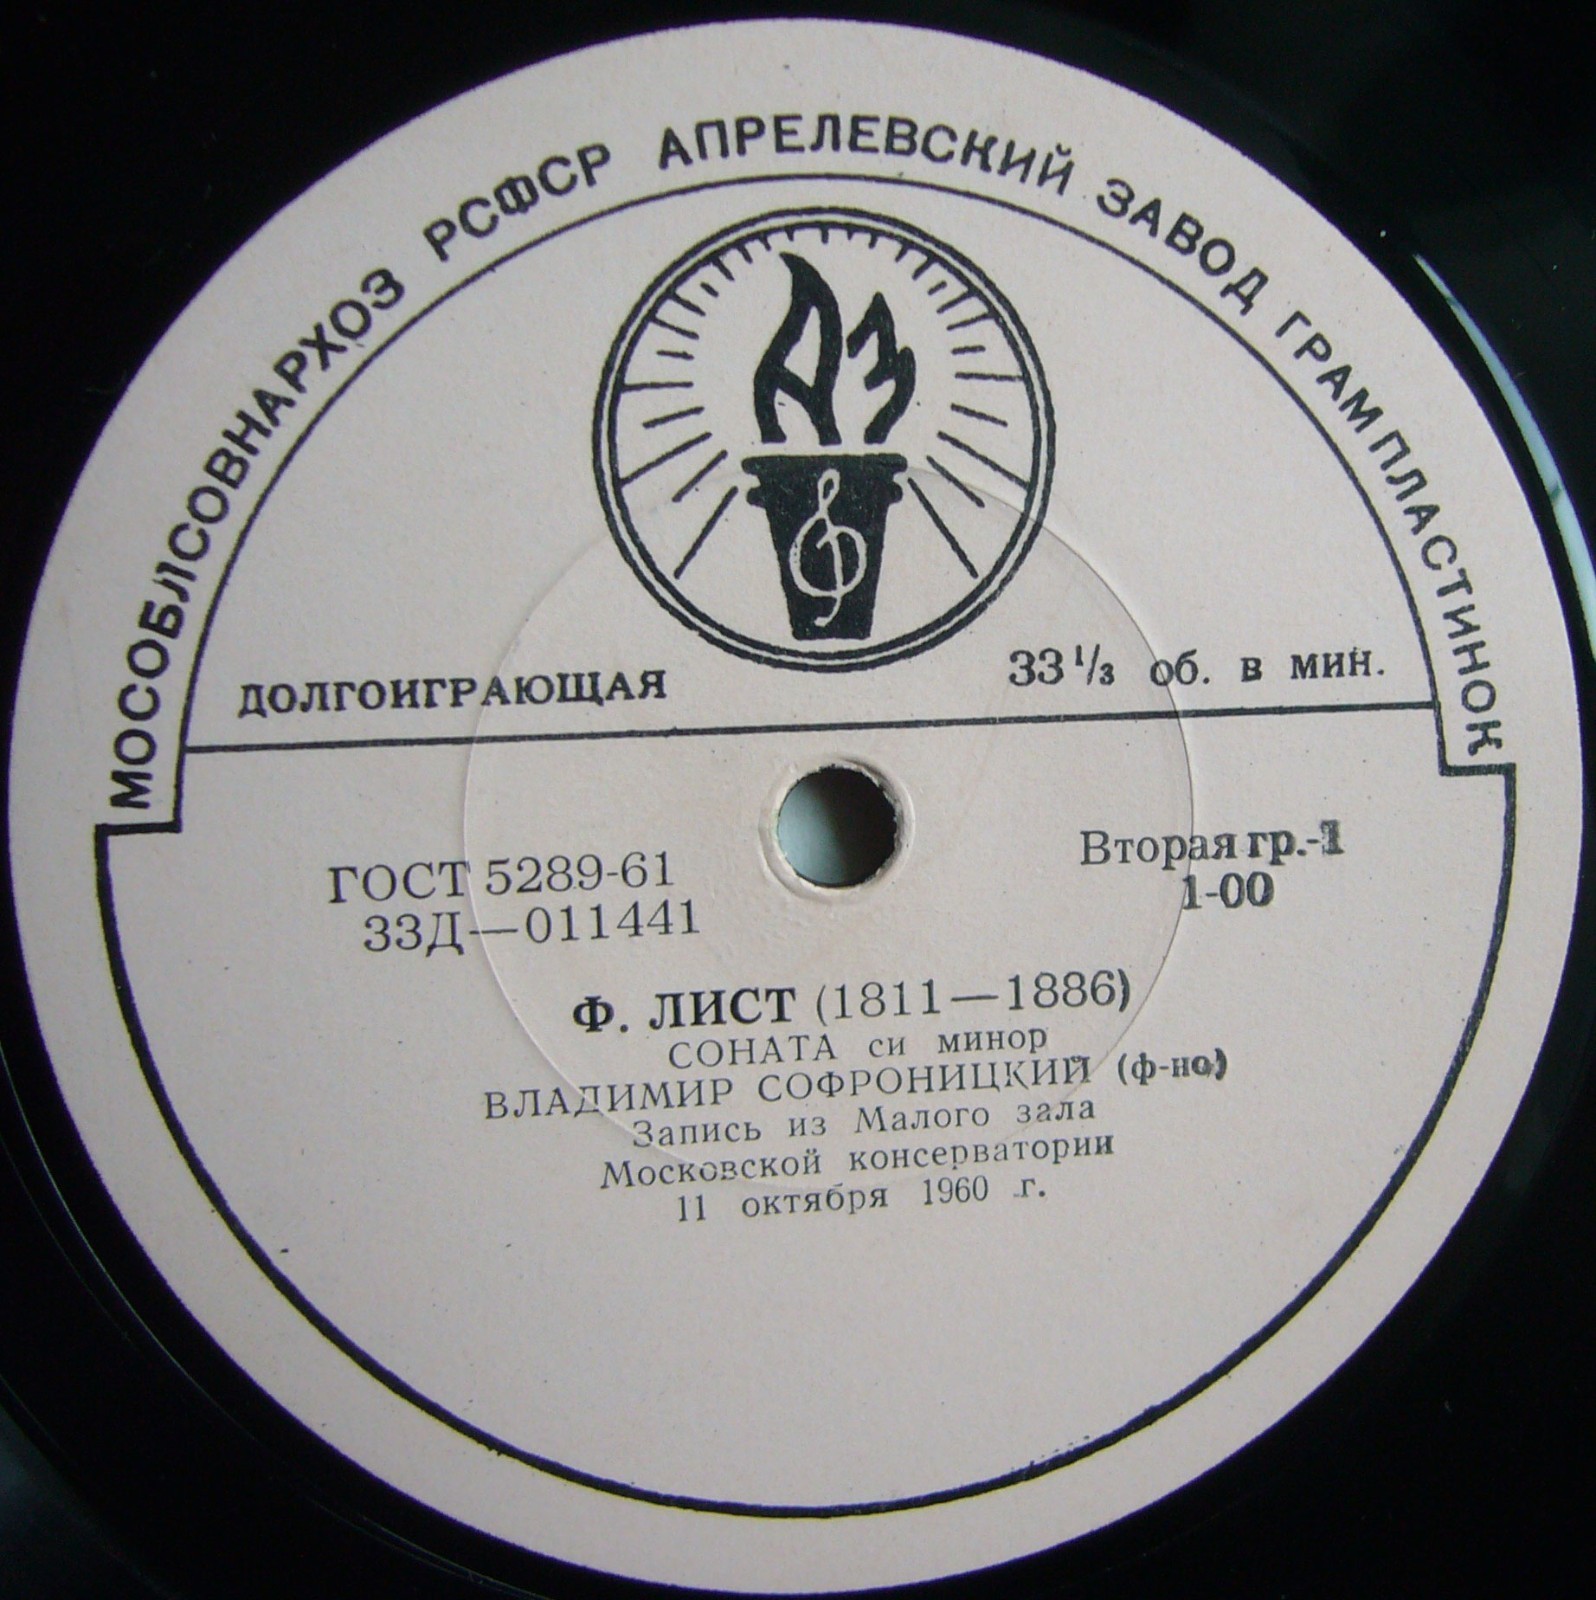 МОСОБЛСОВНАРХОЗ РСФСР АПРЕЛЕВСКИЙ ЗАВОД ГРАМПЛАСТИНОК
АЗ
ДОЛГОИГРАЮЩАЯ 33 1/3 об. в мин.
ГОСТ 5289-61
33Д—011441
Вторая гр.-1
1-00
Ф. ЛИСТ (1811—1886)
СОНАТА си минор
ВЛАДИМИР СОФРОНИЦКИЙ (ф-но)
Запись из Малого зала
Московской консерватории
11 октября 1960 г.